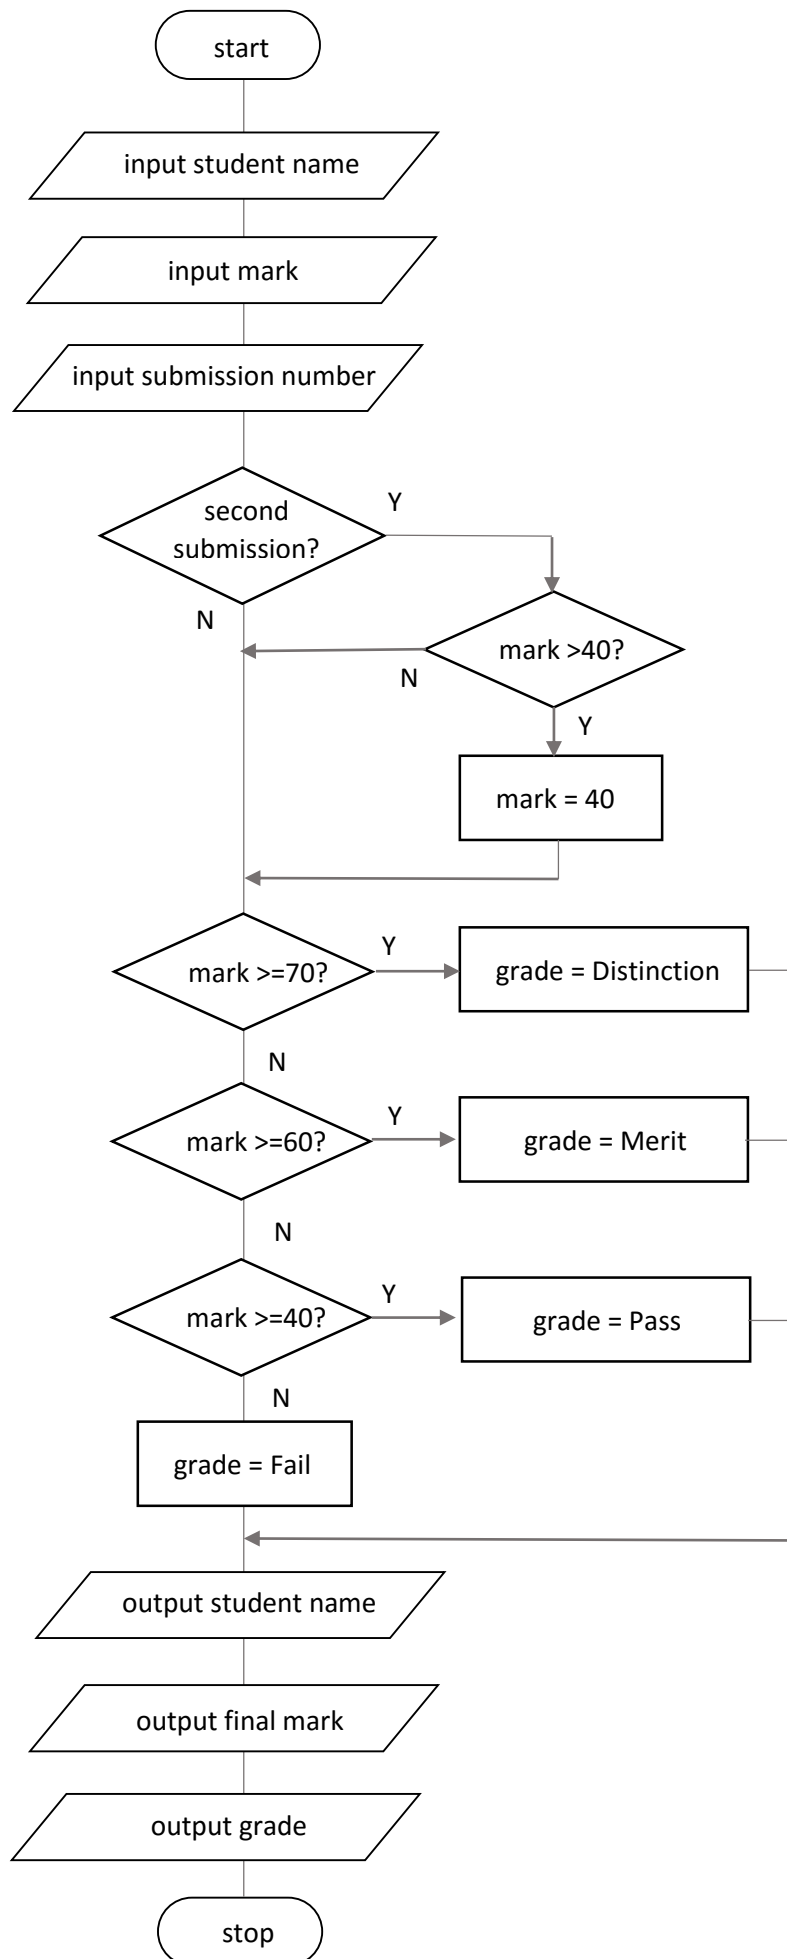 start
input student name
input mark
input submission number
second
submission?
Y
N
mark >40?
N
Y
mark = 40
mark >=70?
Y
grade = Distinction
N
mark >=60?
Y
grade = Merit
N
mark >=40?
Y
grade = Pass
N
grade = Fail
output student name
output final mark
output grade
stop